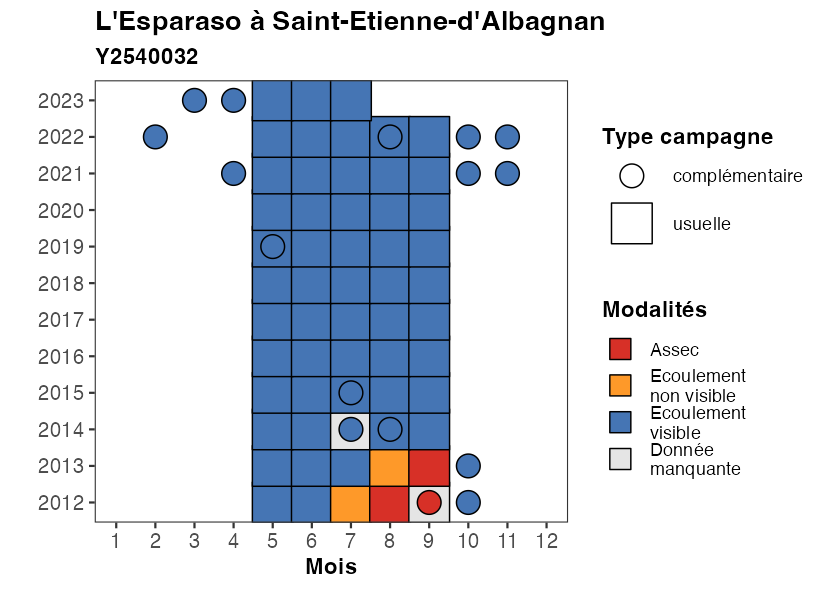 L'Esparaso à Saint-Etienne-d'Albagnan
Y2540032
2023
2022
2021
2020
2019
2018
2017
2016
2015
2014
2013
2012
1 2 3 4 5 6 7 8 9 10 11 12
Mois
Type campagne
complémentaire
usuelle
Modalités
Assec
Ecoulement
non visible
Ecoulement
visible
Donnée
manquante